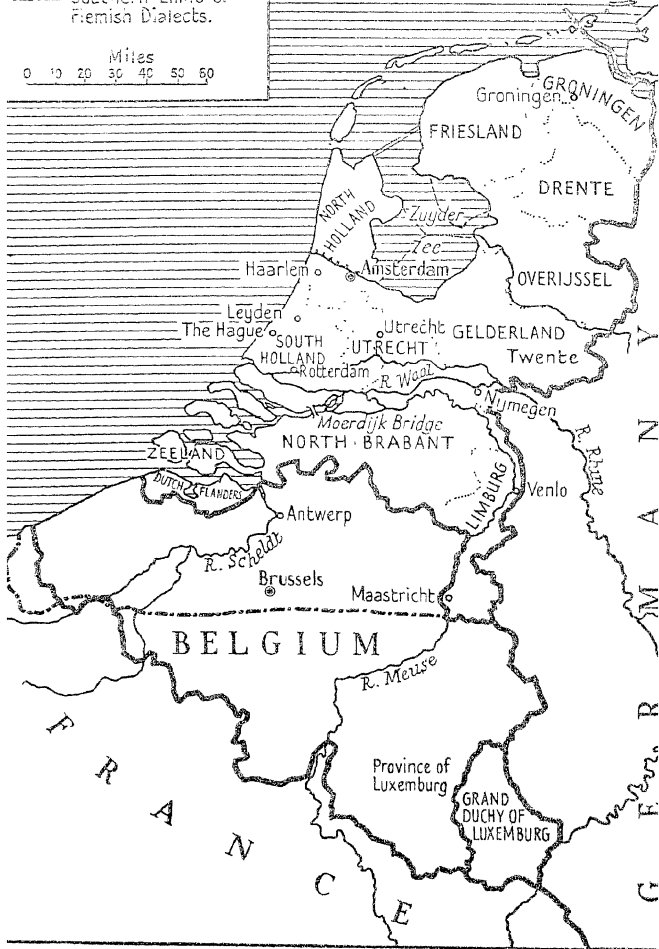 Flemish Dialects.
Miles
0 10 20 30 40 50 60
GRONINGEN
Groningen
FRIESLAND
DRENTE
NORTH
HOLLAND
Zuyder
Zee
Haarlem
Amsterdam
OVERIJSSEL
Leyden
The Hague
Utrecht
GELDERLAND
SOUTH
HOLLAND
UTRECHT
Twente
Rotterdam
R Waal
Nijmegen
Moerdijk Bridge
NORTH BRABANT
R. Rhine
ZEELAND
DUTCH FLANDERS
LIMBURG
Venlo
Antwerp
R. Scheldt
Brussels
Maastricht
BELGIUM
R. Meuse
FRANCE
Province of
Luxemburg
GRAND
DUCHY OF
LUXEMBURG
GERMANY